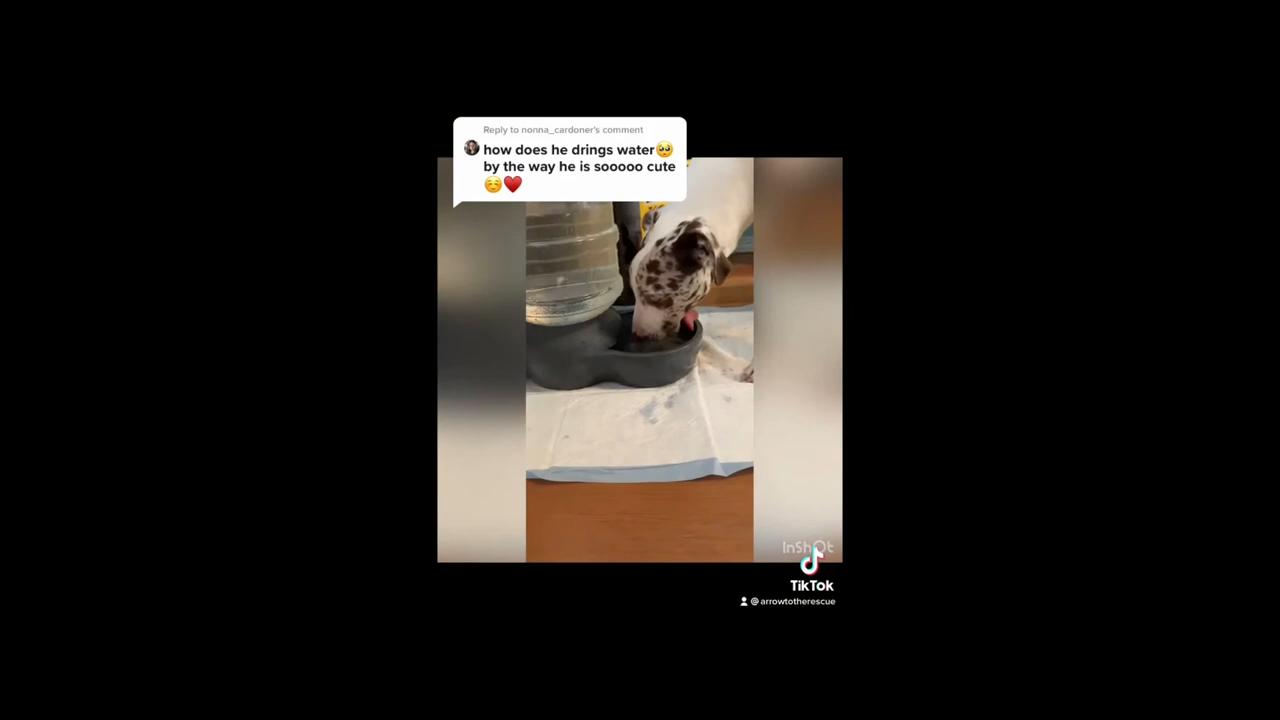 Reply to nonna_cardoner's comment
how does he drings water🥺
by the way he is sooooo cute
☺️❤️
InShOt
TikTok
@arrowtotherescue